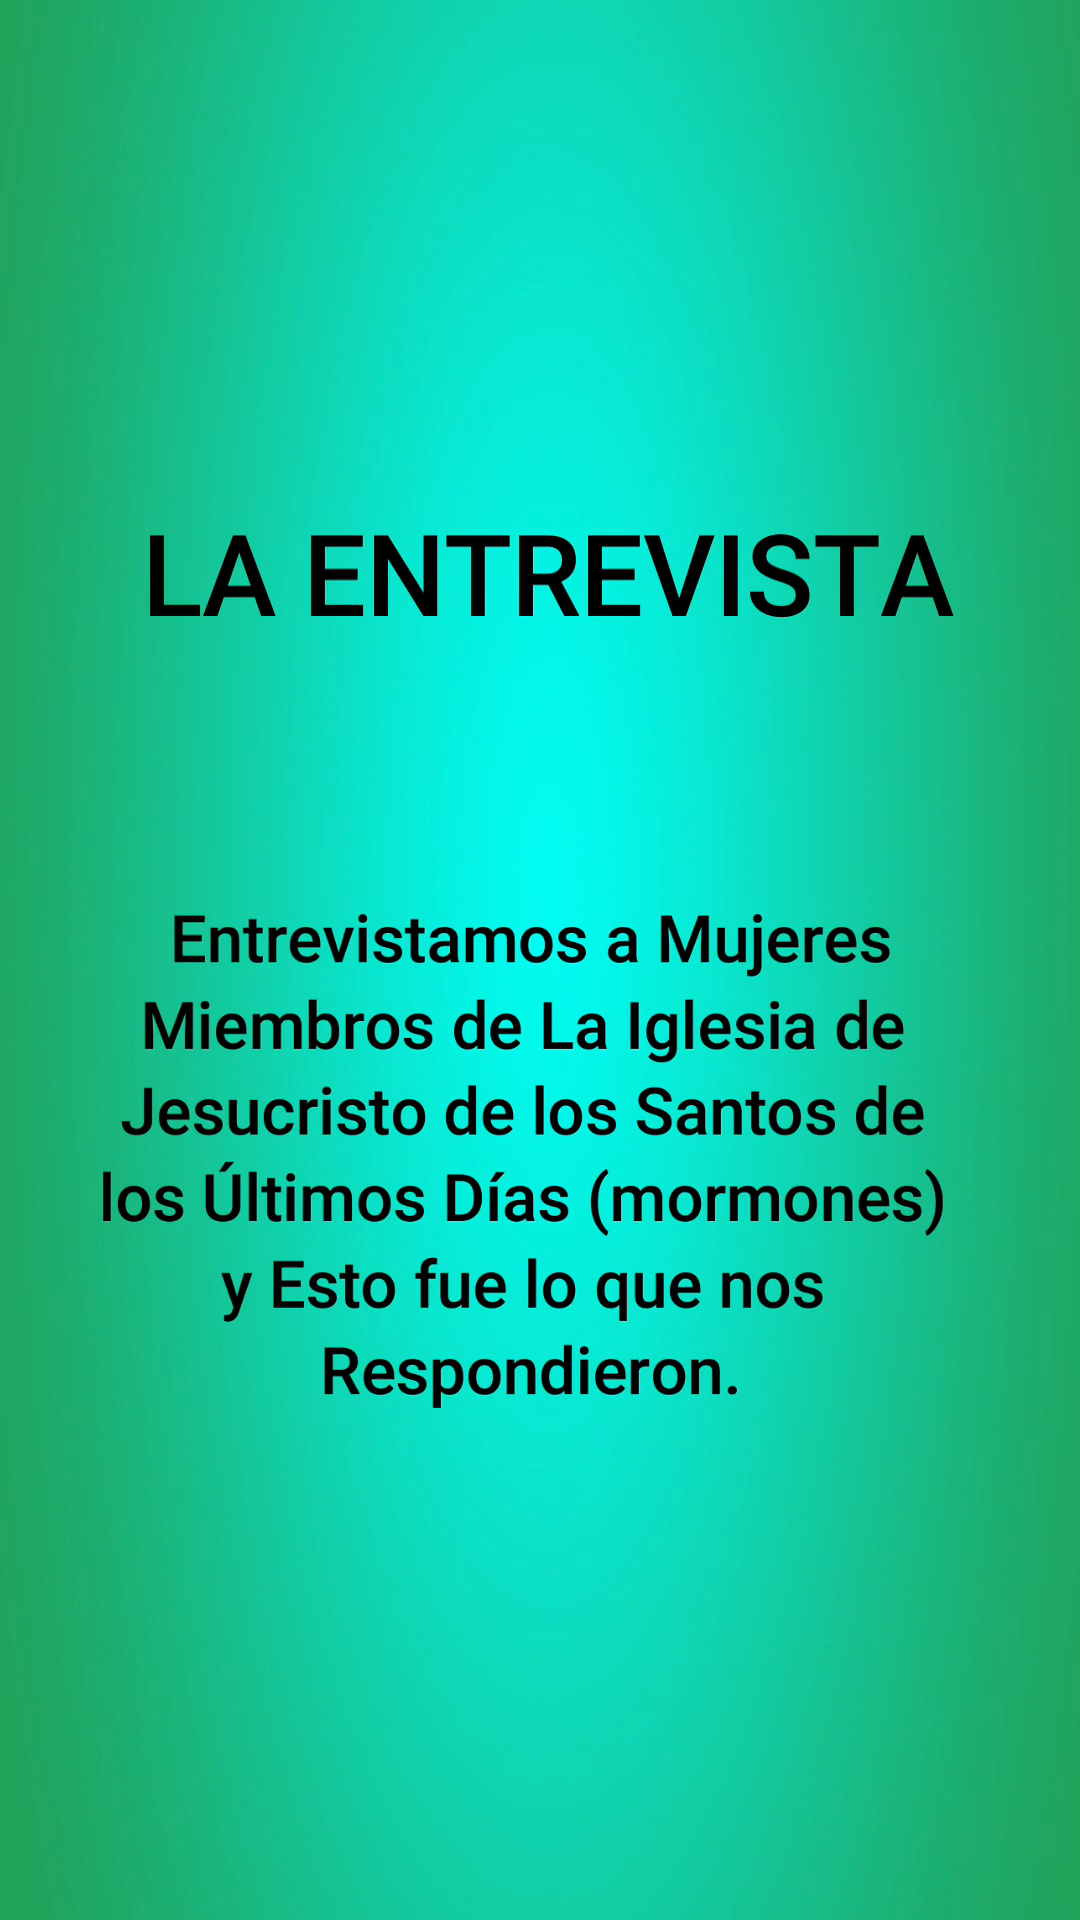 LA ENTREVISTA
Entrevistamos a Mujeres
Miembros de La Iglesia de
Jesucristo de los Santos de
los Últimos Días (mormones)
y Esto fue lo que nos
Respondieron.